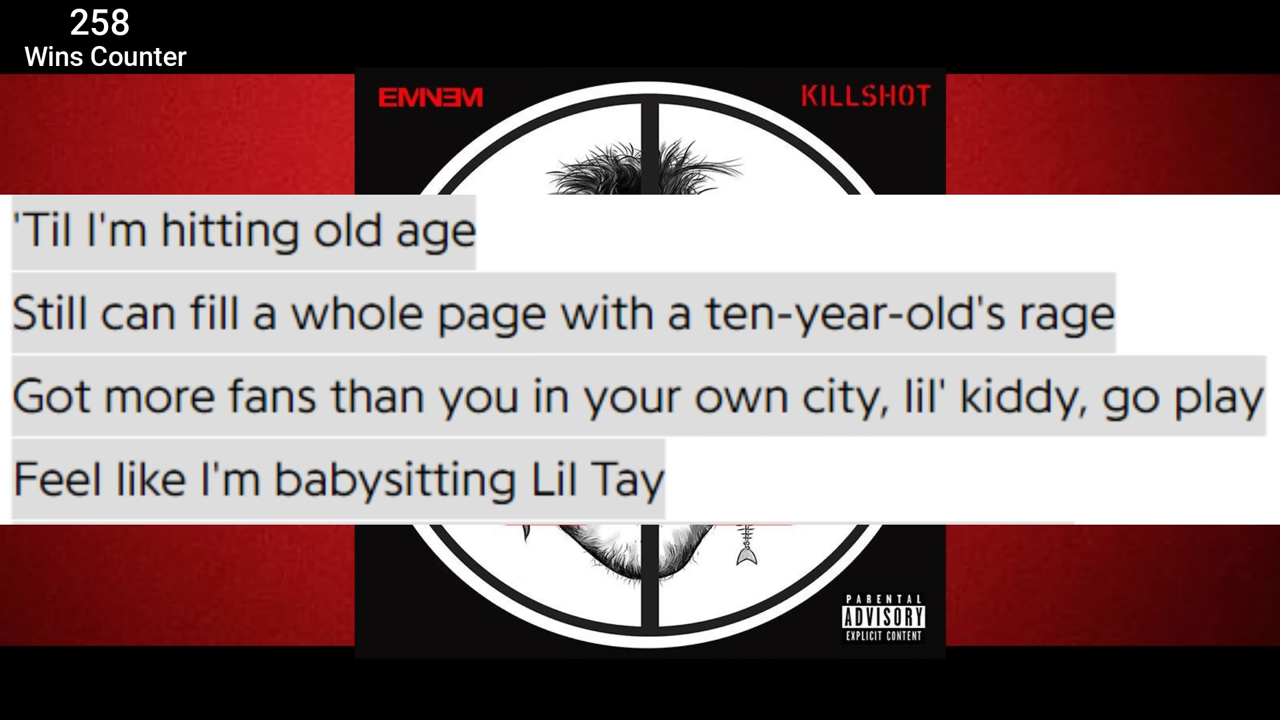 258
Wins Counter
EMINEM
KILLSHOT
'Til I'm hitting old age
Still can fill a whole page with a ten-year-old's rage
Got more fans than you in your own city, lil' kiddy, go play
Feel like I'm babysitting Lil Tay
PARENTAL
ADVISORY
EXPLICIT CONTENT